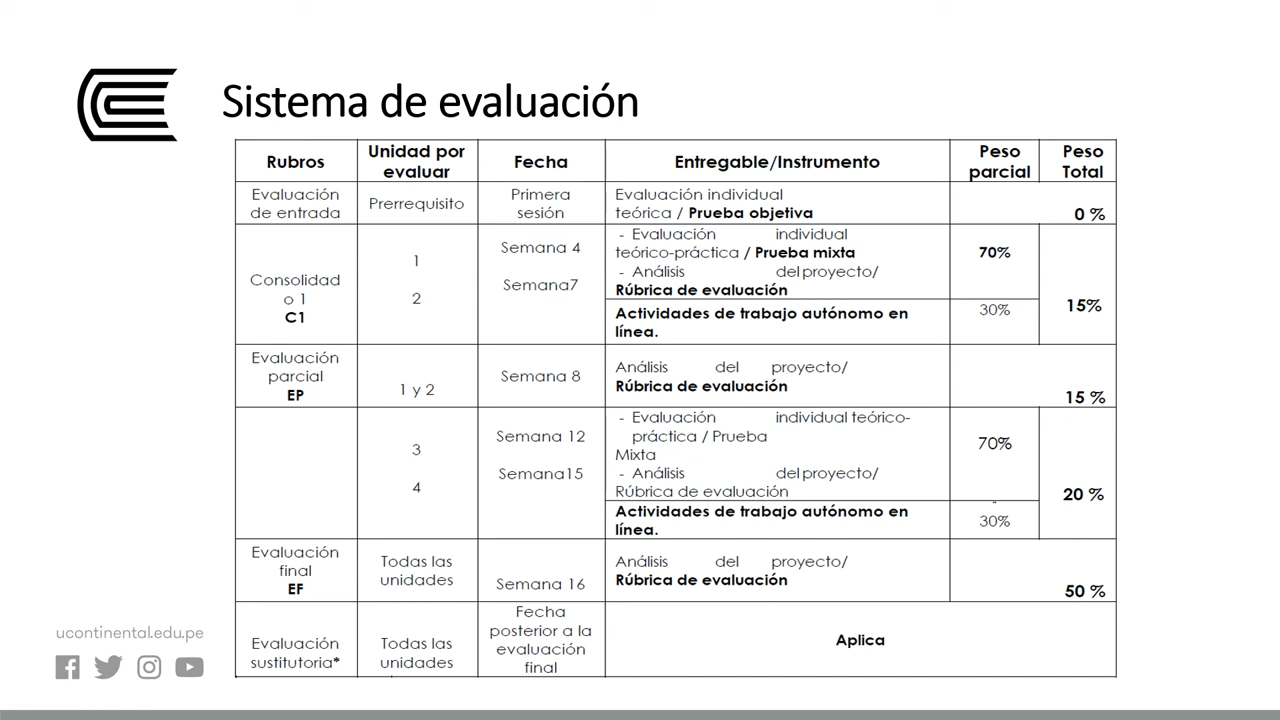 Sistema de evaluación
Rubros
Unidad por
evaluar
Fecha
Entregable/Instrumento
Peso
parcial
Peso
Total
Evaluación
de entrada
Prerrequisito
Primera
sesión
Evaluación individual
teórica / Prueba objetiva
0 %
Consolidad
o 1
C1
1
2
Semana 4
Semana7
- Evaluación individual
teórico-práctica / Prueba mixta
- Análisis del proyecto/
Rúbrica de evaluación
70%
Actividades de trabajo autónomo en
línea.
30%
15%
Evaluación
parcial
EP
1 y 2
Semana 8
Análisis del proyecto/
Rúbrica de evaluación
15 %
3
4
Semana 12
Semana15
- Evaluación individual teórico-
práctica / Prueba
Mixta
- Análisis del proyecto/
Rúbrica de evaluación
70%
Actividades de trabajo autónomo en
línea.
-
30%
20 %
Evaluación
final
EF
Todas las
unidades
Semana 16
Análisis del proyecto/
Rúbrica de evaluación
50 %
Evaluación
sustitutoria*
Todas las
unidades
Fecha
posterior a la
evaluación
final
Aplica
ucontinental.edu.pe